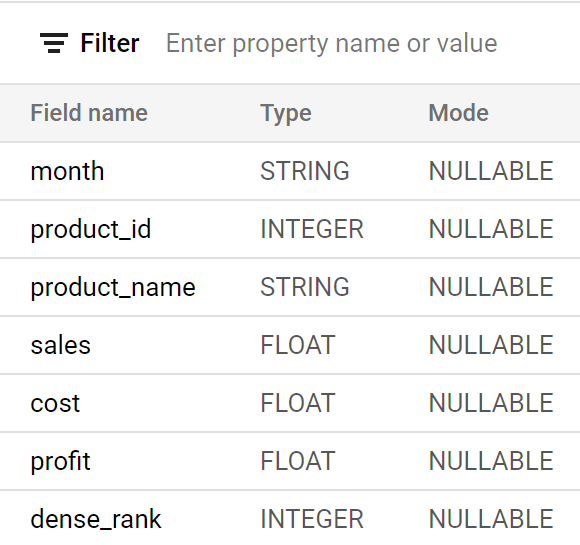 Filter Enter property name or value
Field name Type Mode
month STRING NULLABLE
product_id INTEGER NULLABLE
product_name STRING NULLABLE
sales FLOAT NULLABLE
cost FLOAT NULLABLE
profit FLOAT NULLABLE
dense_rank INTEGER NULLABLE